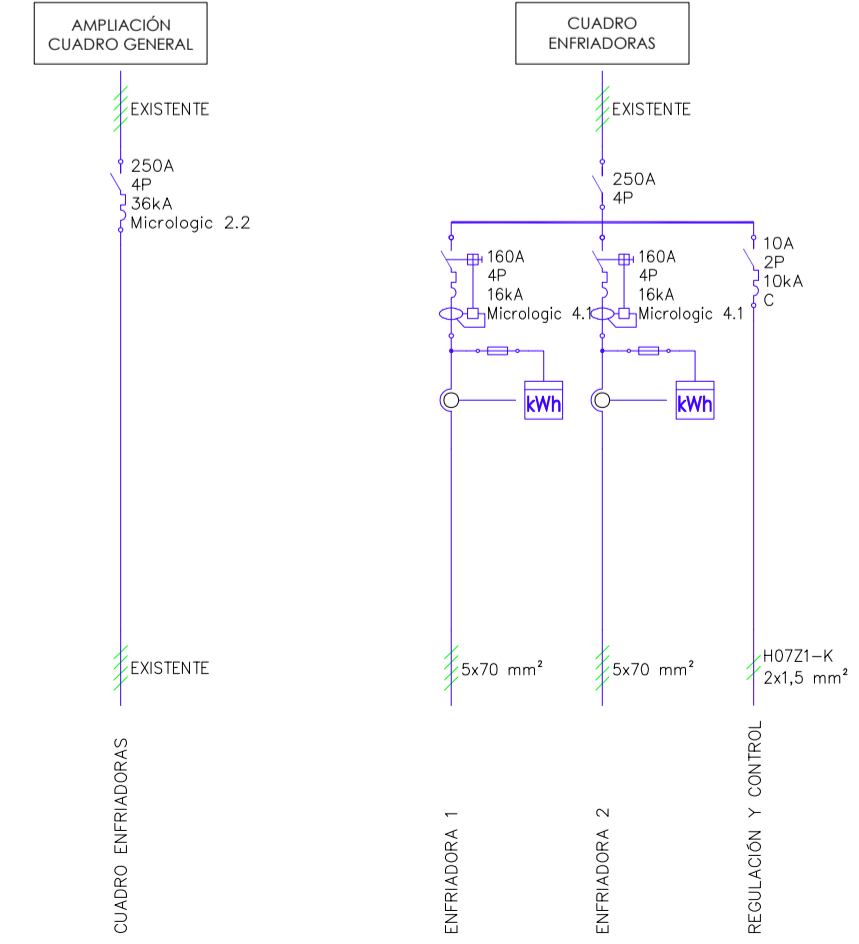 AMPLIACIÓN
CUADRO GENERAL
EXISTENTE
250A
4P
36kA
Micrologic 2.2
EXISTENTE
CUADRO ENFRIADORAS
CUADRO
ENFRIADORAS
EXISTENTE
250A
4P
160A
4P
16kA
Micrologic 4.1
kWh
5x70 mm²
ENFRIADORA 1
160A
4P
16kA
Micrologic 4.1
kWh
5x70 mm²
ENFRIADORA 2
10A
2P
10kA
C
H07Z1-K
2x1,5 mm²
REGULACIÓN Y CONTROL